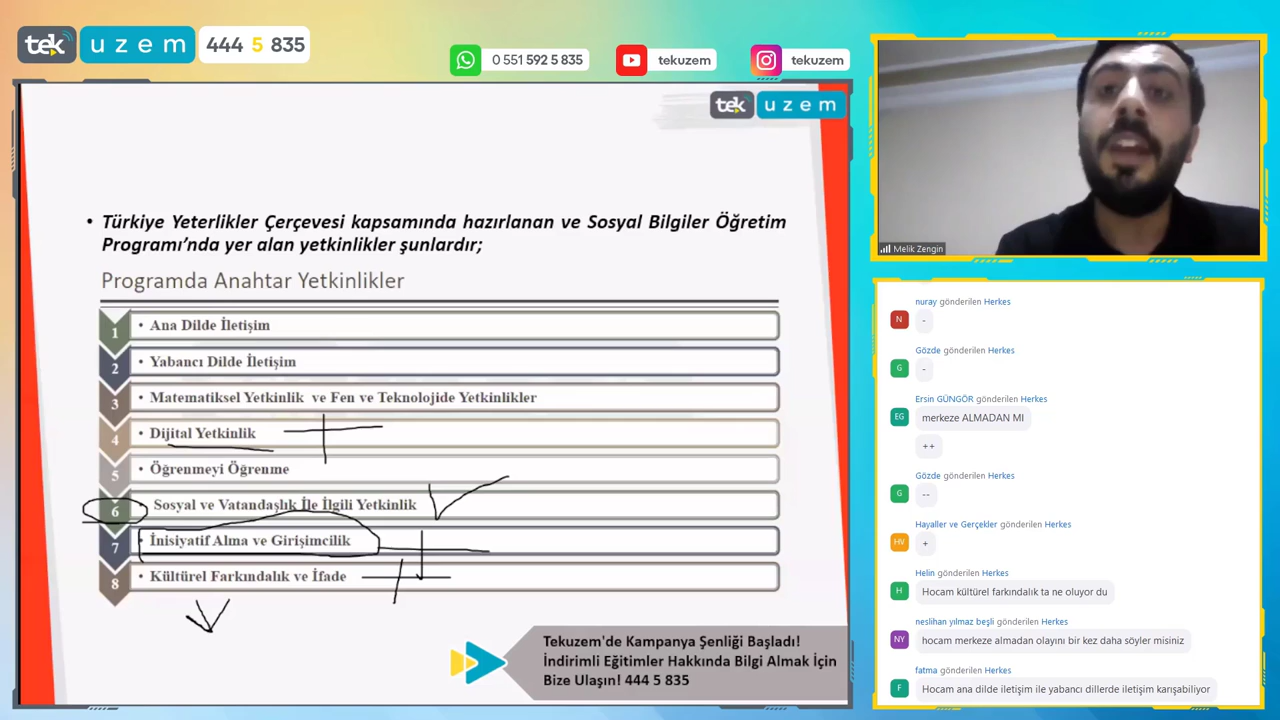 tek uzem 444 5 835
0 551 592 5 835
tekuzem
tekuzem
tek uzem
• Türkiye Yeterlikler Çerçevesi kapsamında hazırlanan ve Sosyal Bilgiler Öğretim
Programı’nda yer alan yetkinlikler şunlardır;
Programda Anahtar Yetkinlikler
1 • Ana Dilde İletişim
2 • Yabancı Dilde İletişim
3 • Matematiksel Yetkinlik ve Fen ve Teknolojide Yetkinlikler
4 • Dijital Yetkinlik
5 • Öğrenmeyi Öğrenme
6 Sosyal ve Vatandaşlık İle İlgili Yetkinlik
7 • İnisiyatif Alma ve Girişimcilik
8 • Kültürel Farkındalık ve İfade
Tekuzem'de Kampanya Şenliği Başladı!
İndirimli Eğitimler Hakkında Bilgi Almak İçin
Bize Ulaşın! 444 5 835
Melik Zengin
nuray gönderilen Herkes
N -
Gözde gönderilen Herkes
G -
Ersin GÜNGÖR gönderilen Herkes
EG merkeze ALMADAN MI
++
Gözde gönderilen Herkes
G --
Hayaller ve Gerçekler gönderilen Herkes
HV +
Helin gönderilen Herkes
H Hocam kültürel farkındalık ta ne oluyor du
neslihan yılmaz beşli gönderilen Herkes
NY hocam merkeze almadan olayını bir kez daha söyler misiniz
fatma gönderilen Herkes
F Hocam ana dilde iletişim ile yabancı dillerde iletişim karışabiliyor